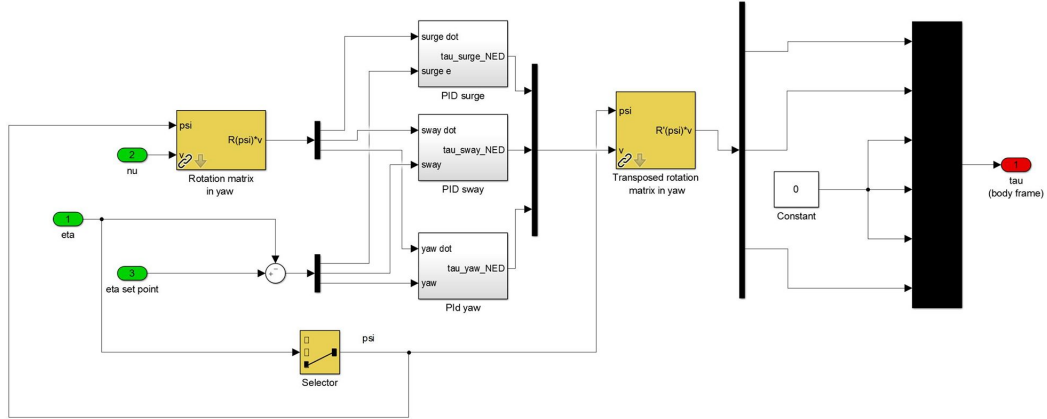 surge dot
tau_surge_NED
surge e
PID surge
psi
R(psi)*v
v
Rotation matrix
in yaw
2
nu
sway dot
tau_sway_NED
sway
PID sway
psi
R'(psi)*v
v
Transposed rotation
matrix in yaw
0
Constant
1
tau
(body frame)
1
eta
3
eta set point
+
−
yaw dot
tau_yaw_NED
yaw
PId yaw
psi
Selector